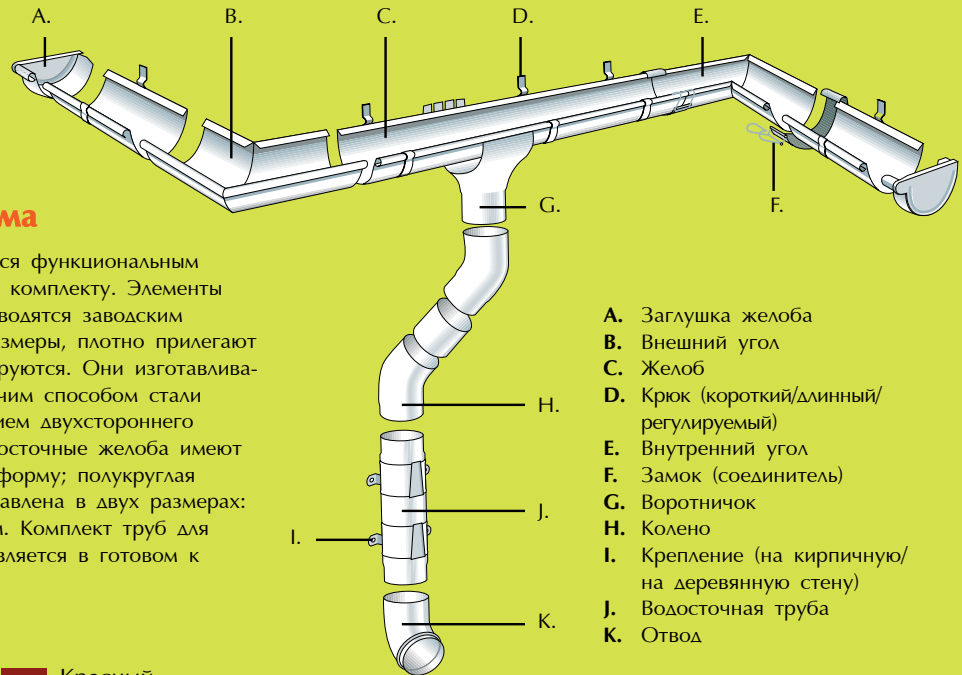 A.
B.
C.
D.
E.
F.
G.
H.
I.
J.
K.
ма
ся функциональным
комплекту. Элементы
водятся заводским
змеры, плотно прилегают
руются. Они изготавлива-
чим способом стали
ием двухстороннего
осточные желоба имеют
форму; полукруглая
авлена в двух размерах:
Комплект труб для
вляется в готовом к
A. Заглушка желоба
B. Внешний угол
C. Желоб
D. Крюк (короткий/длинный/
регулируемый)
E. Внутренний угол
F. Замок (соединитель)
G. Воротничок
H. Колено
I. Крепление (на кирпичную/
на деревянную стену)
J. Водосточная труба
K. Отвод
Красный